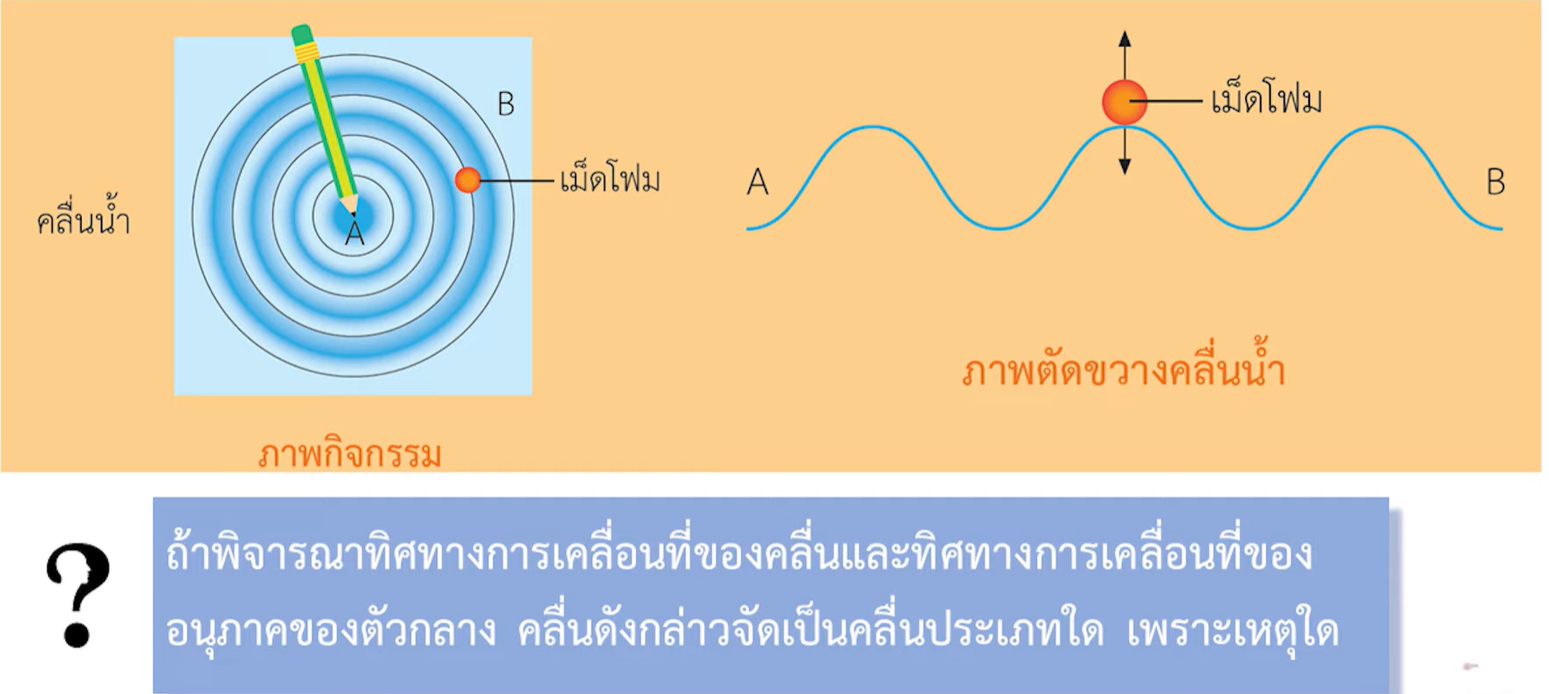 คลื่นน้ำ
A
B
เม็ดโฟม
ภาพกิจกรรม
เม็ดโฟม
A
B
ภาพตัดขวางคลื่นน้ำ
?
ถ้าพิจารณาทิศทางการเคลื่อนที่ของคลื่นและทิศทางการเคลื่อนที่ของ
อนุภาคของตัวกลาง คลื่นดังกล่าวจัดเป็นคลื่นประเภทใด เพราะเหตุใด